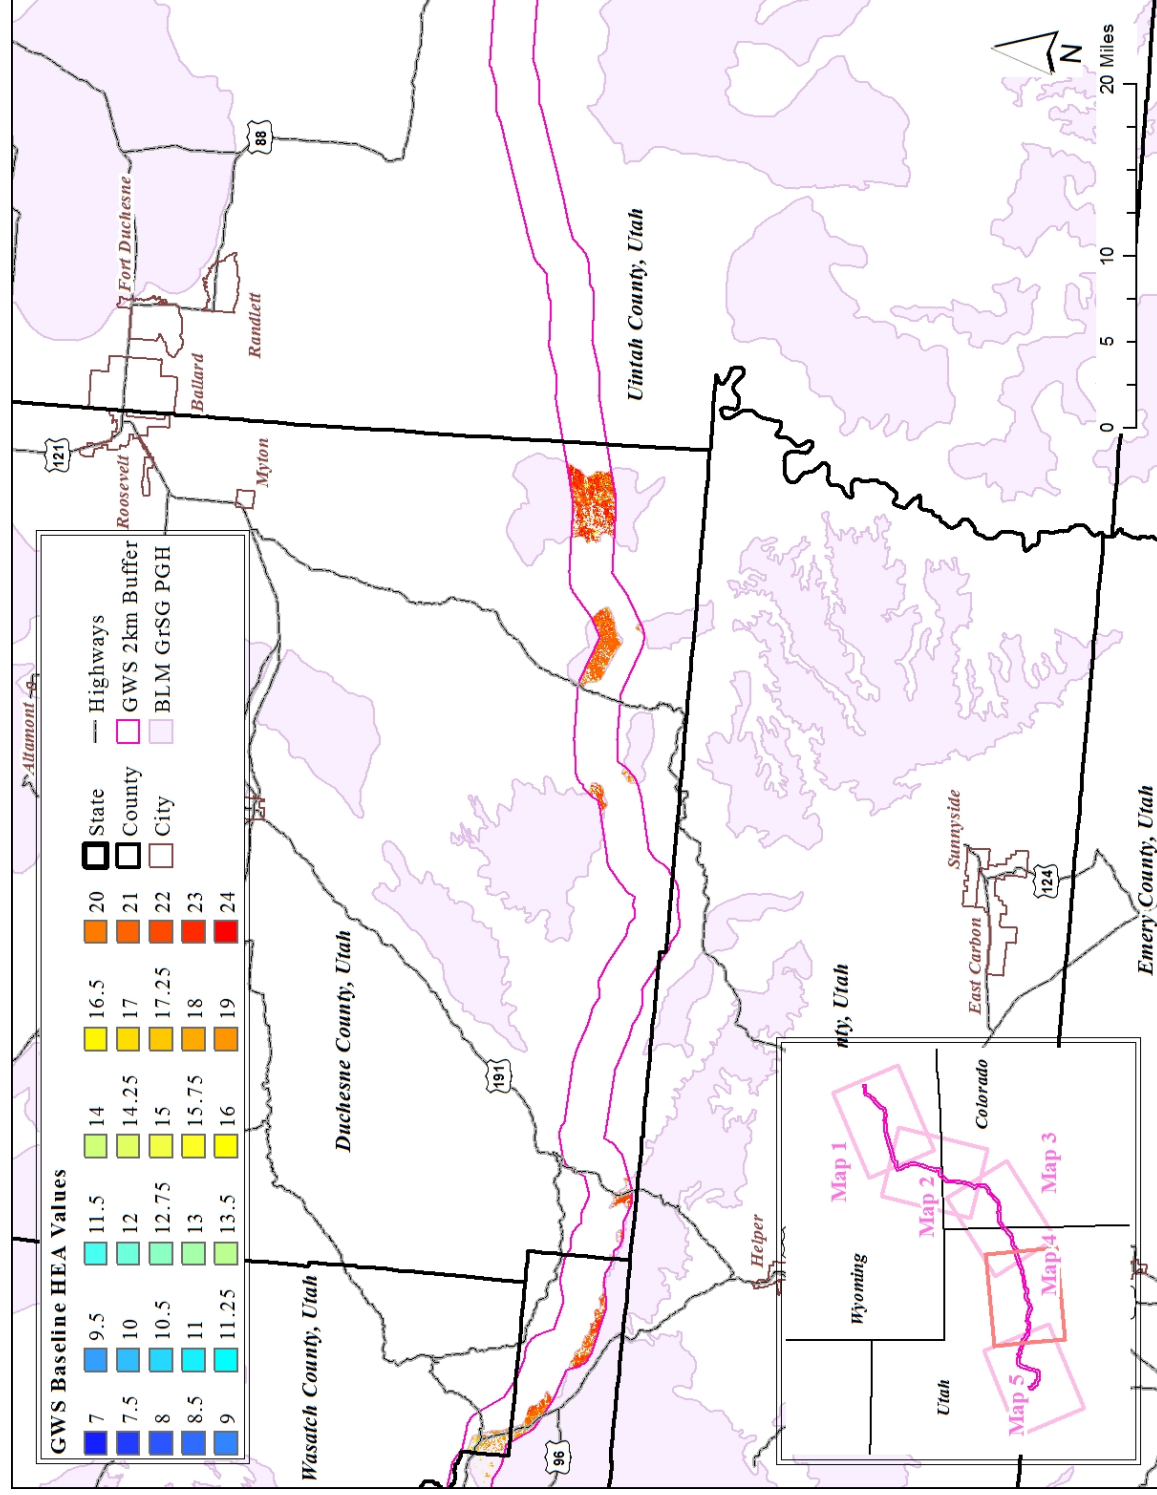 GWS Baseline HEA Values
7
7.5
8
8.5
9
9.5
10
10.5
11
11.25
11.5
12
12.75
13
13.5
14
14.25
15
15.75
16
16.5
17
17.25
18
19
20
21
22
23
24
State
County
City
Highways
GWS 2km Buffer
BLM GrSG PGH
Altamont
121
Roosevelt
Ballard
Fort Duchesne
Randlett
Myton
88
Wasatch County, Utah
Duchesne County, Utah
Uintah County, Utah
191
96
Helper
nty, Utah
East Carbon
Sunnyside
124
Emery County, Utah
Wyoming
Utah
Colorado
Map 1
Map 2
Map 3
Map 4
Map 5
N
0
5
10
20 Miles